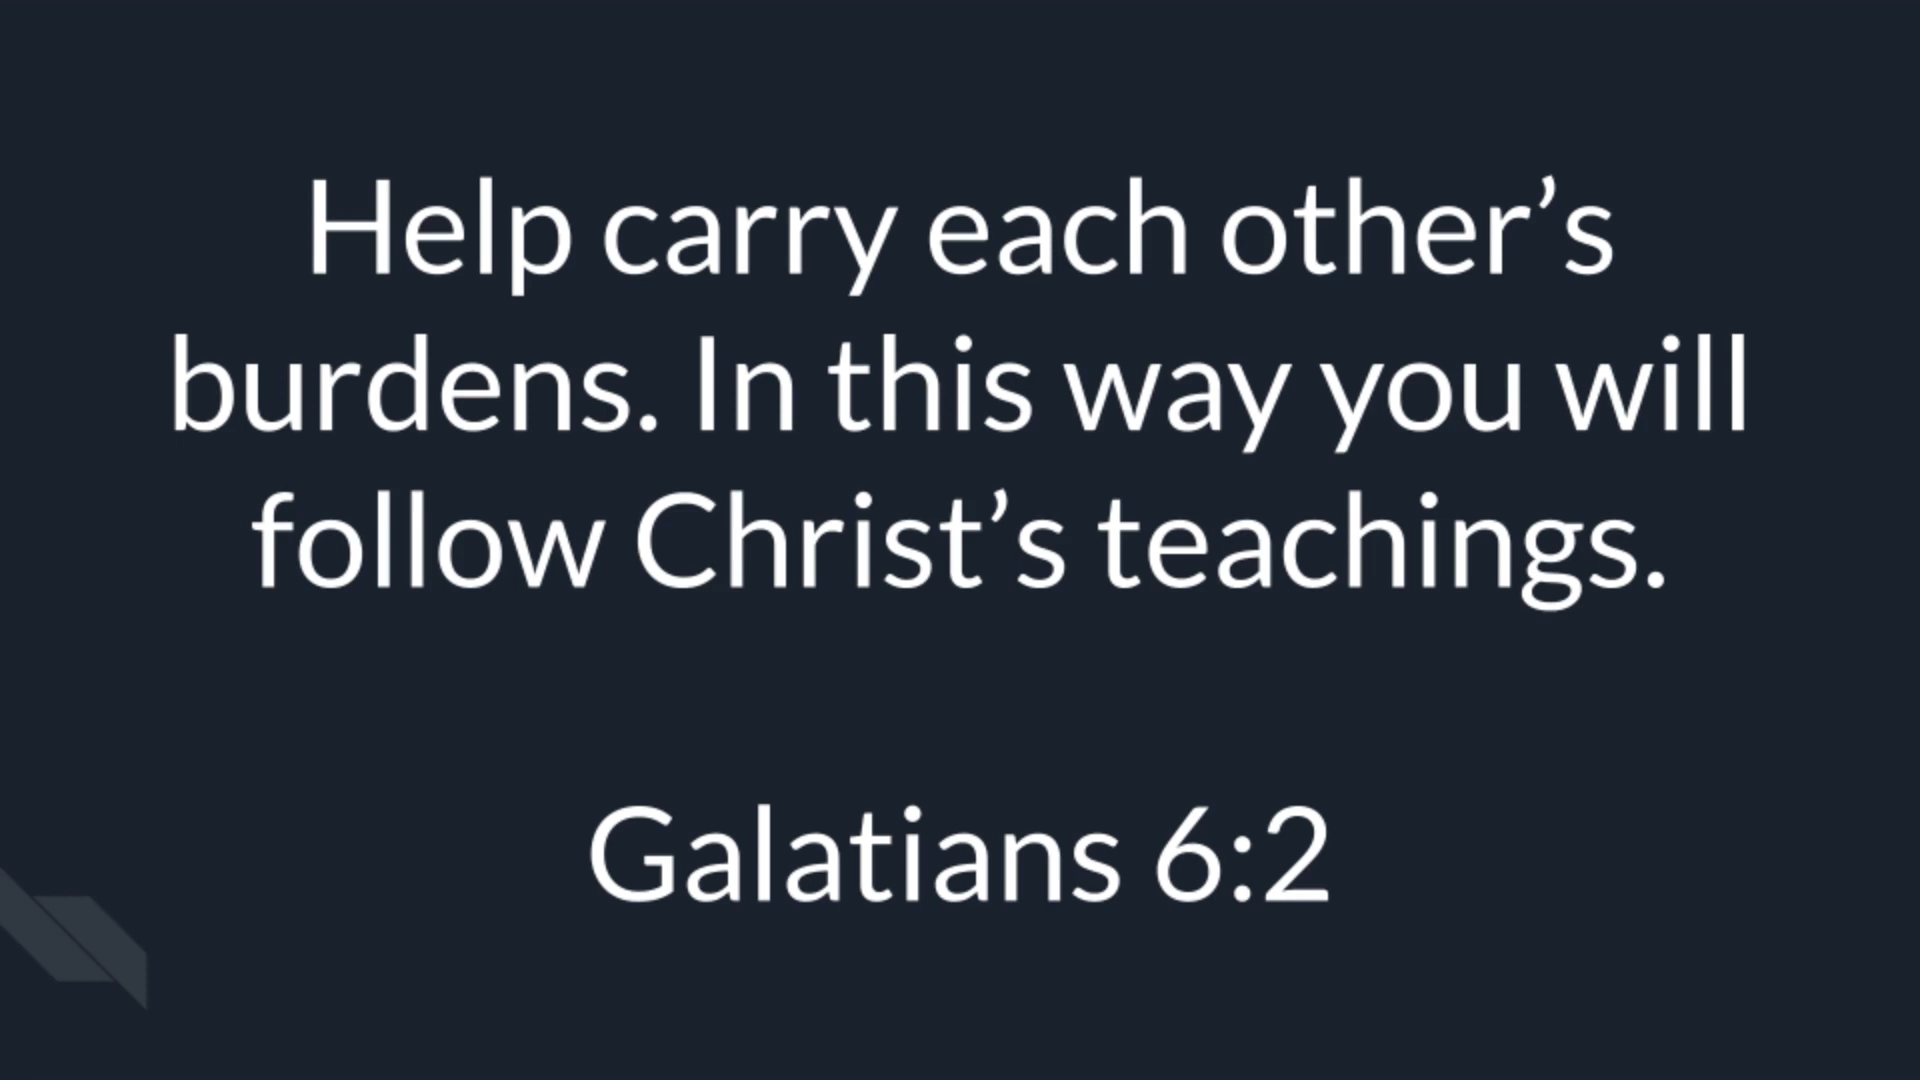 Help carry each other’s
burdens. In this way you will
follow Christ’s teachings.
Galatians 6:2